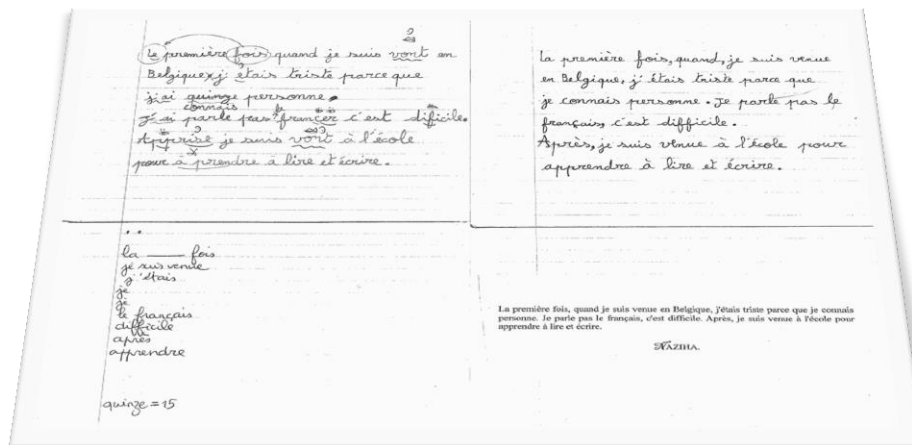 Le première fois quand je suis vont en
Belgique j'étais triste parce que
j'ai quinze personne.
connais le
J'ai parle pas francer c'est dificile.
Apiprise je suuis vont à l'école
pour à prendre à lire et écrire.
La première fois, quand, je suis venue
en Belgique, j'étais triste parce que
je connais personne. Je parle pas le
français, c'est difficile.
Après, je suis venue à l'école pour
apprendre à lire et écrire.
la ____ fois
je suis venue
j'étais
je
je
le français
difficile
après
apprendre
quinze = 15
La première fois, quand je suis venue en Belgique, j'étais triste parce que je connais
personne. Je parle pas le français, c'est difficile. Après, je suis venue à l'école pour
apprendre à lire et écrire.
NAZIHA.